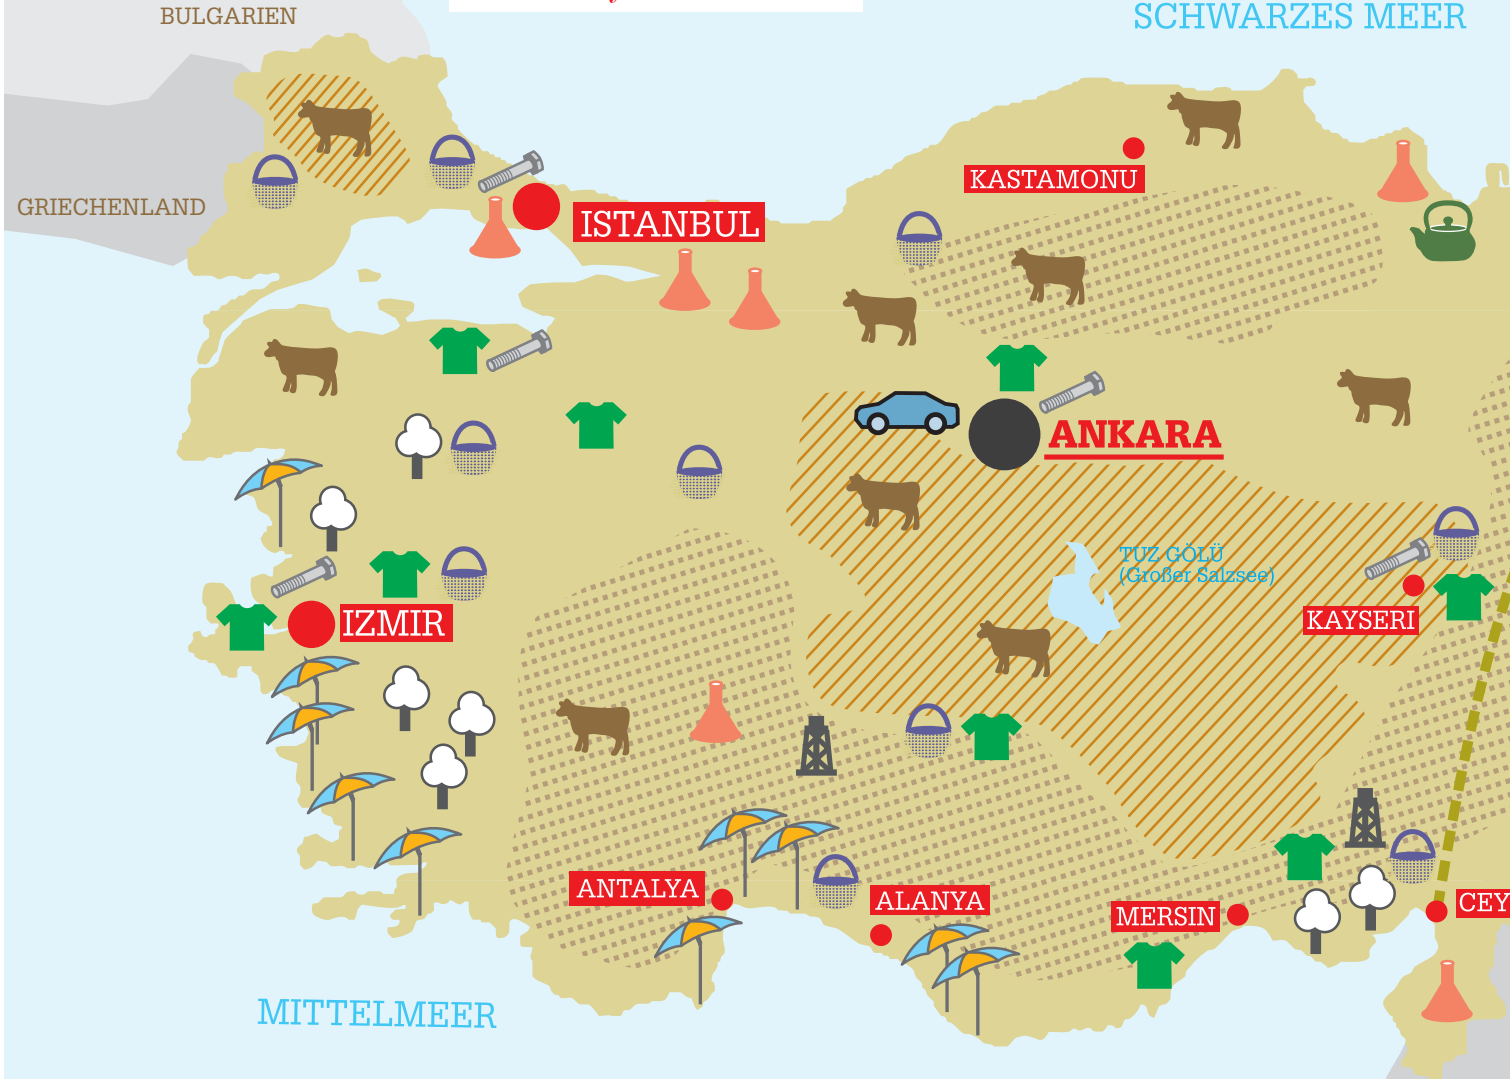 BULGARIEN
SCHWARZES MEER
GRIECHENLAND
KASTAMONU
ISTANBUL
ANKARA
TUZ GÖLÜ
(Großer Salzsee)
IZMIR
KAYSERI
ANTALYA
ALANYA
MERSIN
CEY
MITTELMEER